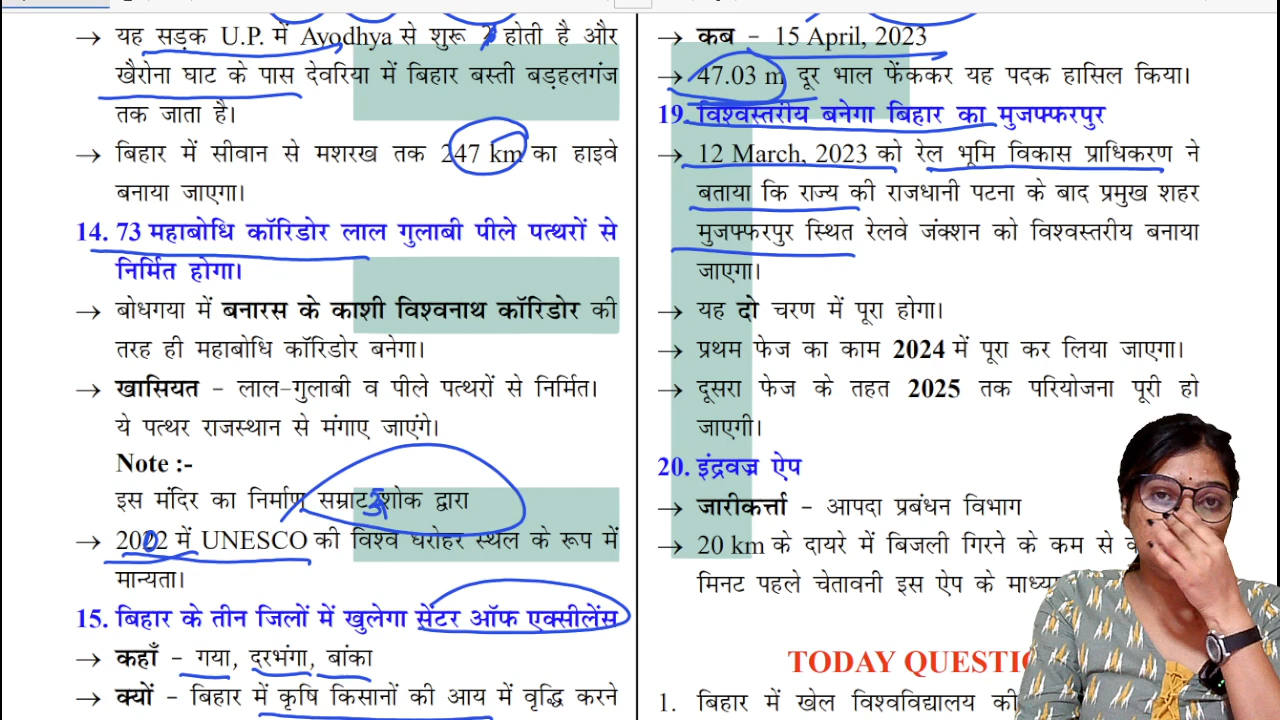 → यह सड़क U.P. में Ayodhya से शुरू होती है और
खैरोना घाट के पास देवरिया में बिहार बस्ती बड़हलगंज
तक जाता है।
→ बिहार में सीवान से मशरख तक 247 km का हाइवे
बनाया जाएगा।
14. 73 महाबोधि कॉरिडोर लाल गुलाबी पीले पत्थरों से
निर्मित होगा।
→ बोधगया में बनारस के काशी विश्वनाथ कॉरिडोर की
तरह ही महाबोधि कॉरिडोर बनेगा।
→ खासियत – लाल-गुलाबी व पीले पत्थरों से निर्मित।
ये पत्थर राजस्थान से मंगाए जाएंगे।
Note :-
इस मंदिर का निर्माण सम्राट शोक द्वारा
→ 2022 में UNESCO की विश्व धरोहर स्थल के रूप में
मान्यता।
15. बिहार के तीन जिलों में खुलेगा सेंटर ऑफ एक्सीलेंस
→ कहाँ – गया, दरभंगा, बांका
→ क्यों – बिहार में कृषि किसानों की आय में वृद्धि करने
→ कब – 15 April, 2023
→ 47.03 m दूर भाल फेंककर यह पदक हासिल किया।
19. विश्वस्तरीय बनेगा बिहार का मुजफ्फरपुर
→ 12 March, 2023 को रेल भूमि विकास प्राधिकरण ने
बताया कि राज्य की राजधानी पटना के बाद प्रमुख शहर
मुजफ्फरपुर स्थित रेलवे जंक्शन को विश्वस्तरीय बनाया
जाएगा।
→ यह दो चरण में पूरा होगा।
→ प्रथम फेज का काम 2024 में पूरा कर लिया जाएगा।
→ दूसरा फेज के तहत 2025 तक परियोजना पूरी हो
जाएगी।
20. इंद्रवज्र ऐप
→ जारीकर्त्ता – आपदा प्रबंधन विभाग
→ 20 km के दायरे में बिजली गिरने के कम से
मिनट पहले चेतावनी इस ऐप के
TODAY
1. बिहार में खेल विश्वविद्यालय की